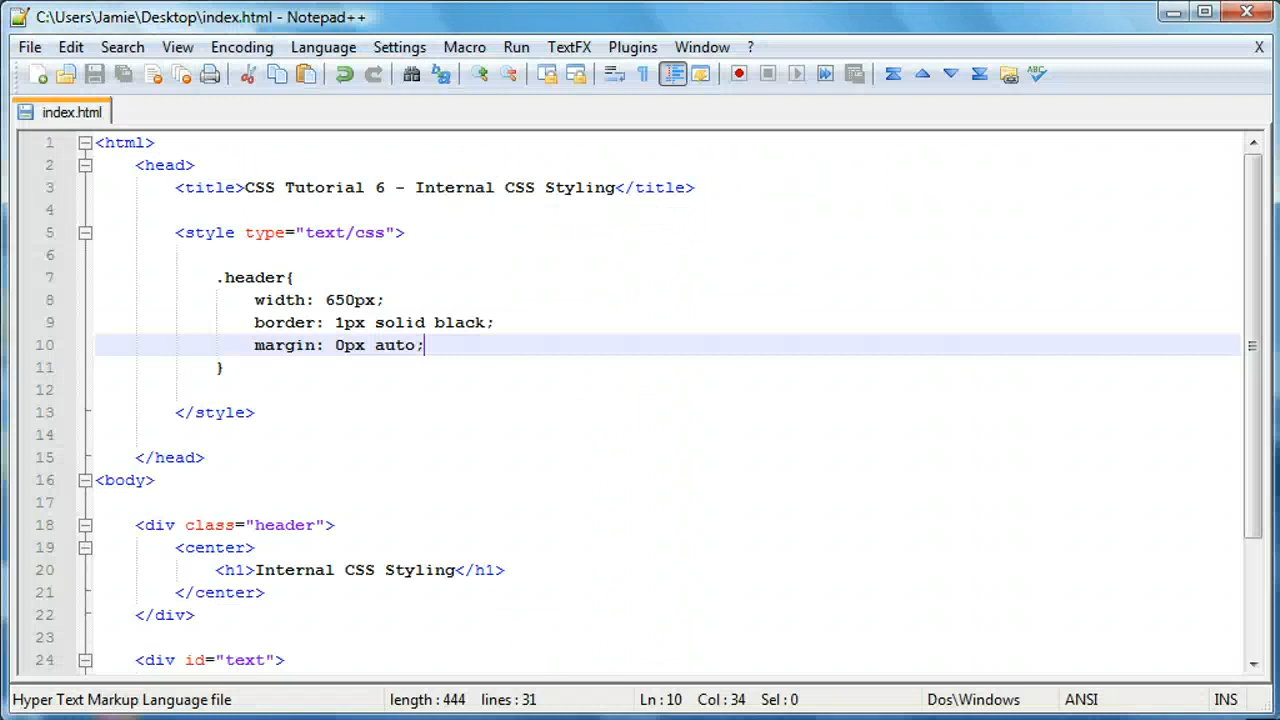 C:\Users\Jamie\Desktop\index.html - Notepad++
File Edit Search View Encoding Language Settings Macro Run TextFX Plugins Window ? X
index.html
1 <html>
2 <head>
3 <title>CSS Tutorial 6 - Internal CSS Styling</title>
4
5 <style type="text/css">
6
7 .header{
8 width: 650px;
9 border: 1px solid black;
10 margin: 0px auto;
11 }
12
13 </style>
14
15 </head>
16 <body>
17
18 <div class="header">
19 <center>
20 <h1>Internal CSS Styling</h1>
21 </center>
22 </div>
23
24 <div id="text">
Hyper Text Markup Language file length : 444 lines : 31 Ln : 10 Col : 34 Sel : 0 Dos\Windows ANSI INS